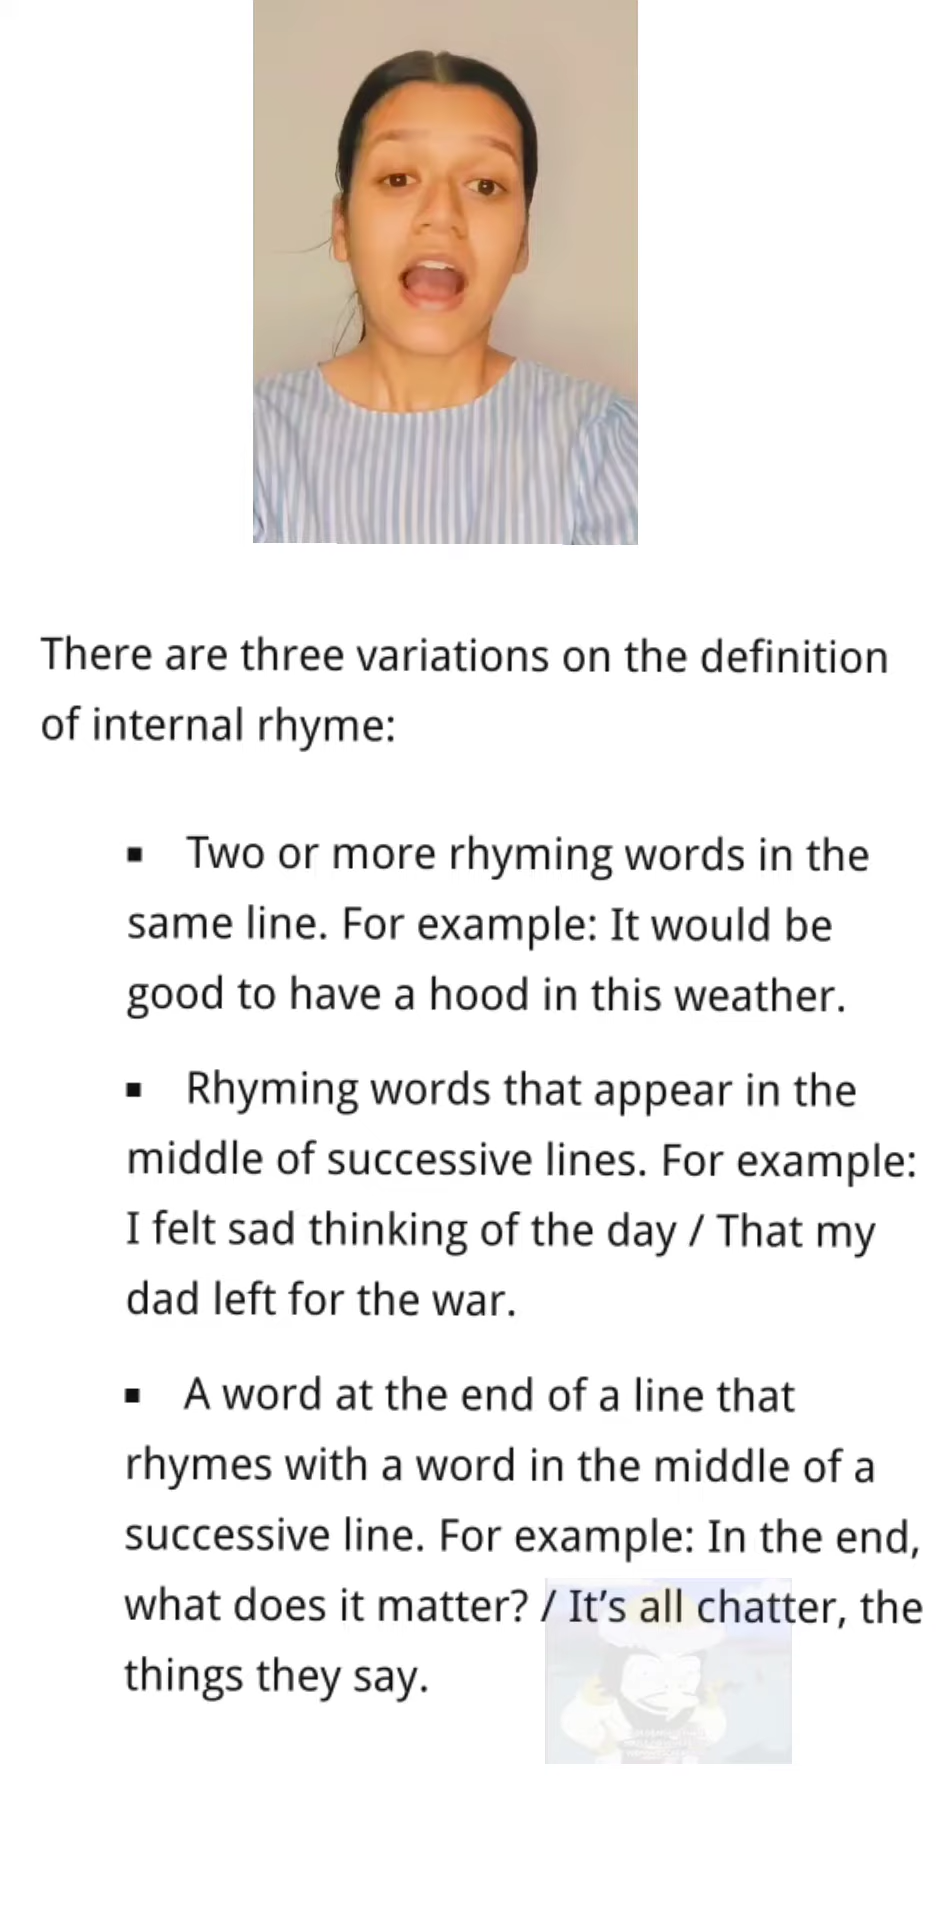 There are three variations on the definition
of internal rhyme:
▪ Two or more rhyming words in the
same line. For example: It would be
good to have a hood in this weather.
▪ Rhyming words that appear in the
middle of successive lines. For example:
I felt sad thinking of the day / That my
dad left for the war.
▪ A word at the end of a line that
rhymes with a word in the middle of a
successive line. For example: In the end,
what does it matter? / It’s all chatter, the
things they say.